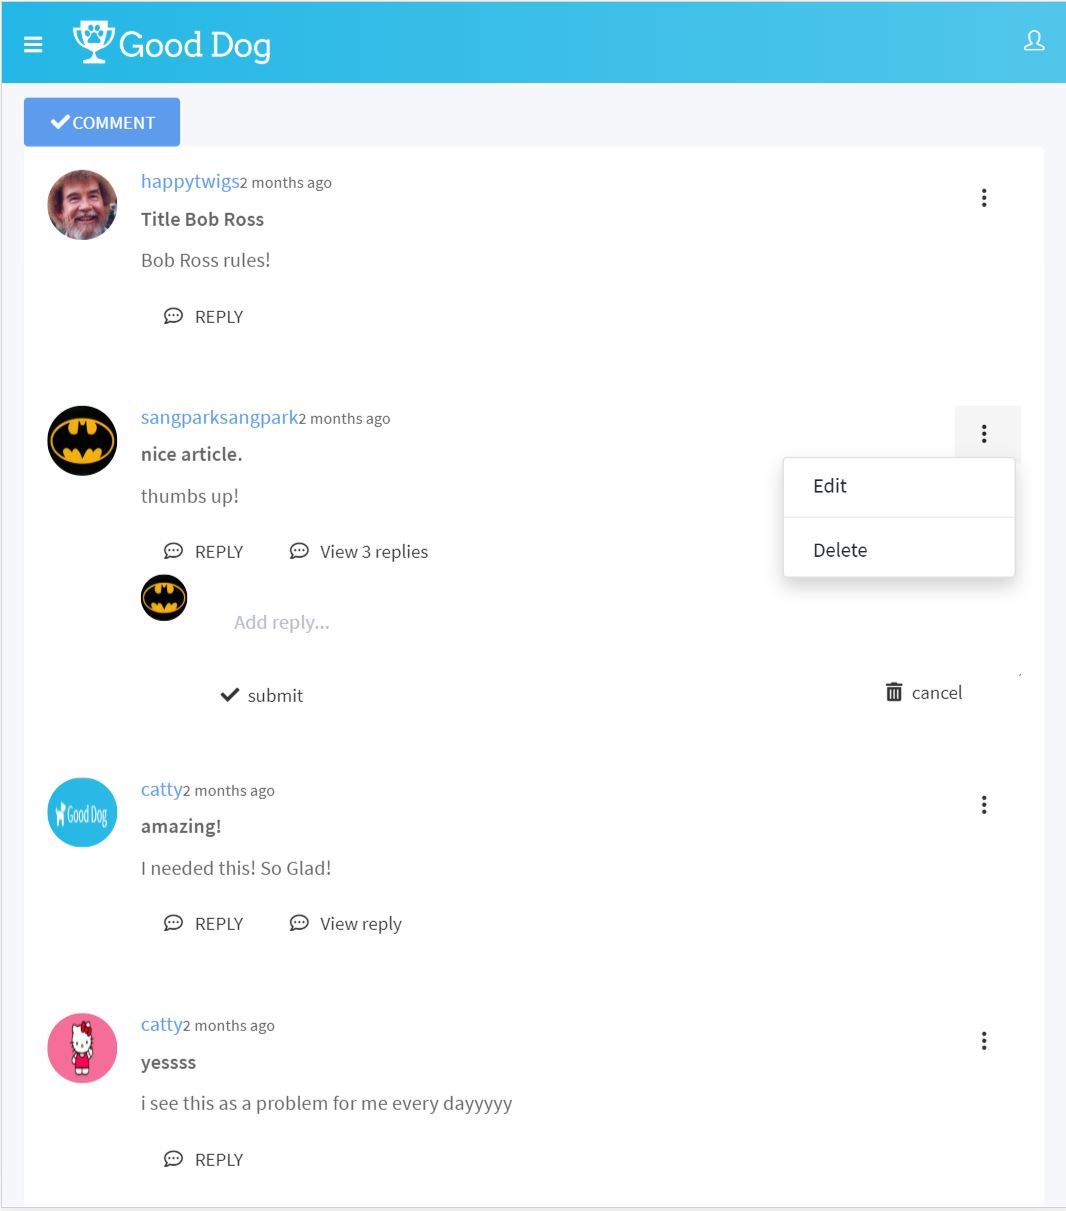 Good Dog
COMMENT
happytwigs2 months ago
Title Bob Ross
Bob Ross rules!
REPLY
sangparksangpark2 months ago
nice article.
thumbs up!
Edit
Delete
REPLY View 3 replies
Add reply...
submit cancel
catty2 months ago
Good Dog
amazing!
I needed this! So Glad!
REPLY View reply
catty2 months ago
yessss
i see this as a problem for me every dayyyyy
REPLY